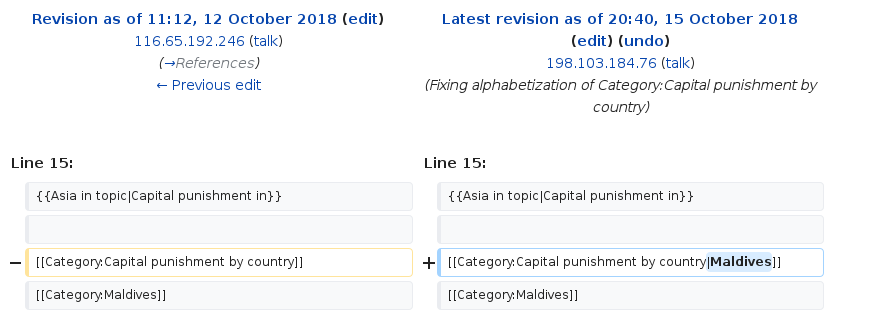 Revision as of 11:12, 12 October 2018 (edit)
116.65.192.246 (talk)
(→References)
← Previous edit
Latest revision as of 20:40, 15 October 2018
(edit) (undo)
198.103.184.76 (talk)
(Fixing alphabetization of Category:Capital punishment by
country)
Line 15:
Line 15:
{{Asia in topic|Capital punishment in}}
{{Asia in topic|Capital punishment in}}
− [[Category:Capital punishment by country]]
+ [[Category:Capital punishment by country|Maldives]]
[[Category:Maldives]]
[[Category:Maldives]]